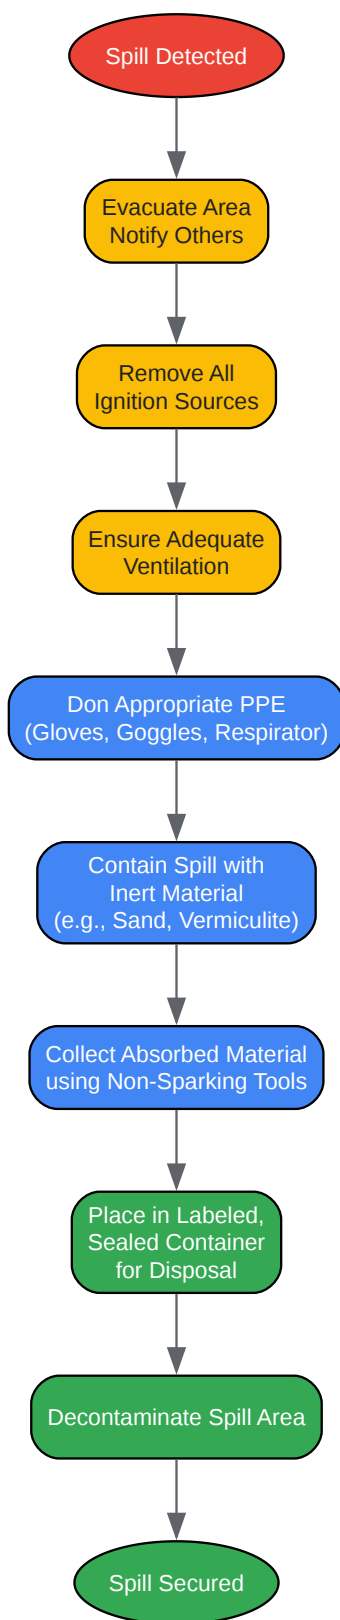 Spill Detected
Evacuate Area
Notify Others
Remove All
Ignition Sources
Ensure Adequate
Ventilation
Don Appropriate PPE
(Gloves, Goggles, Respirator)
Contain Spill with
Inert Material
(e.g., Sand, Vermiculite)
Collect Absorbed Material
using Non-Sparking Tools
Place in Labeled,
Sealed Container
for Disposal
Decontaminate Spill Area
Spill Secured